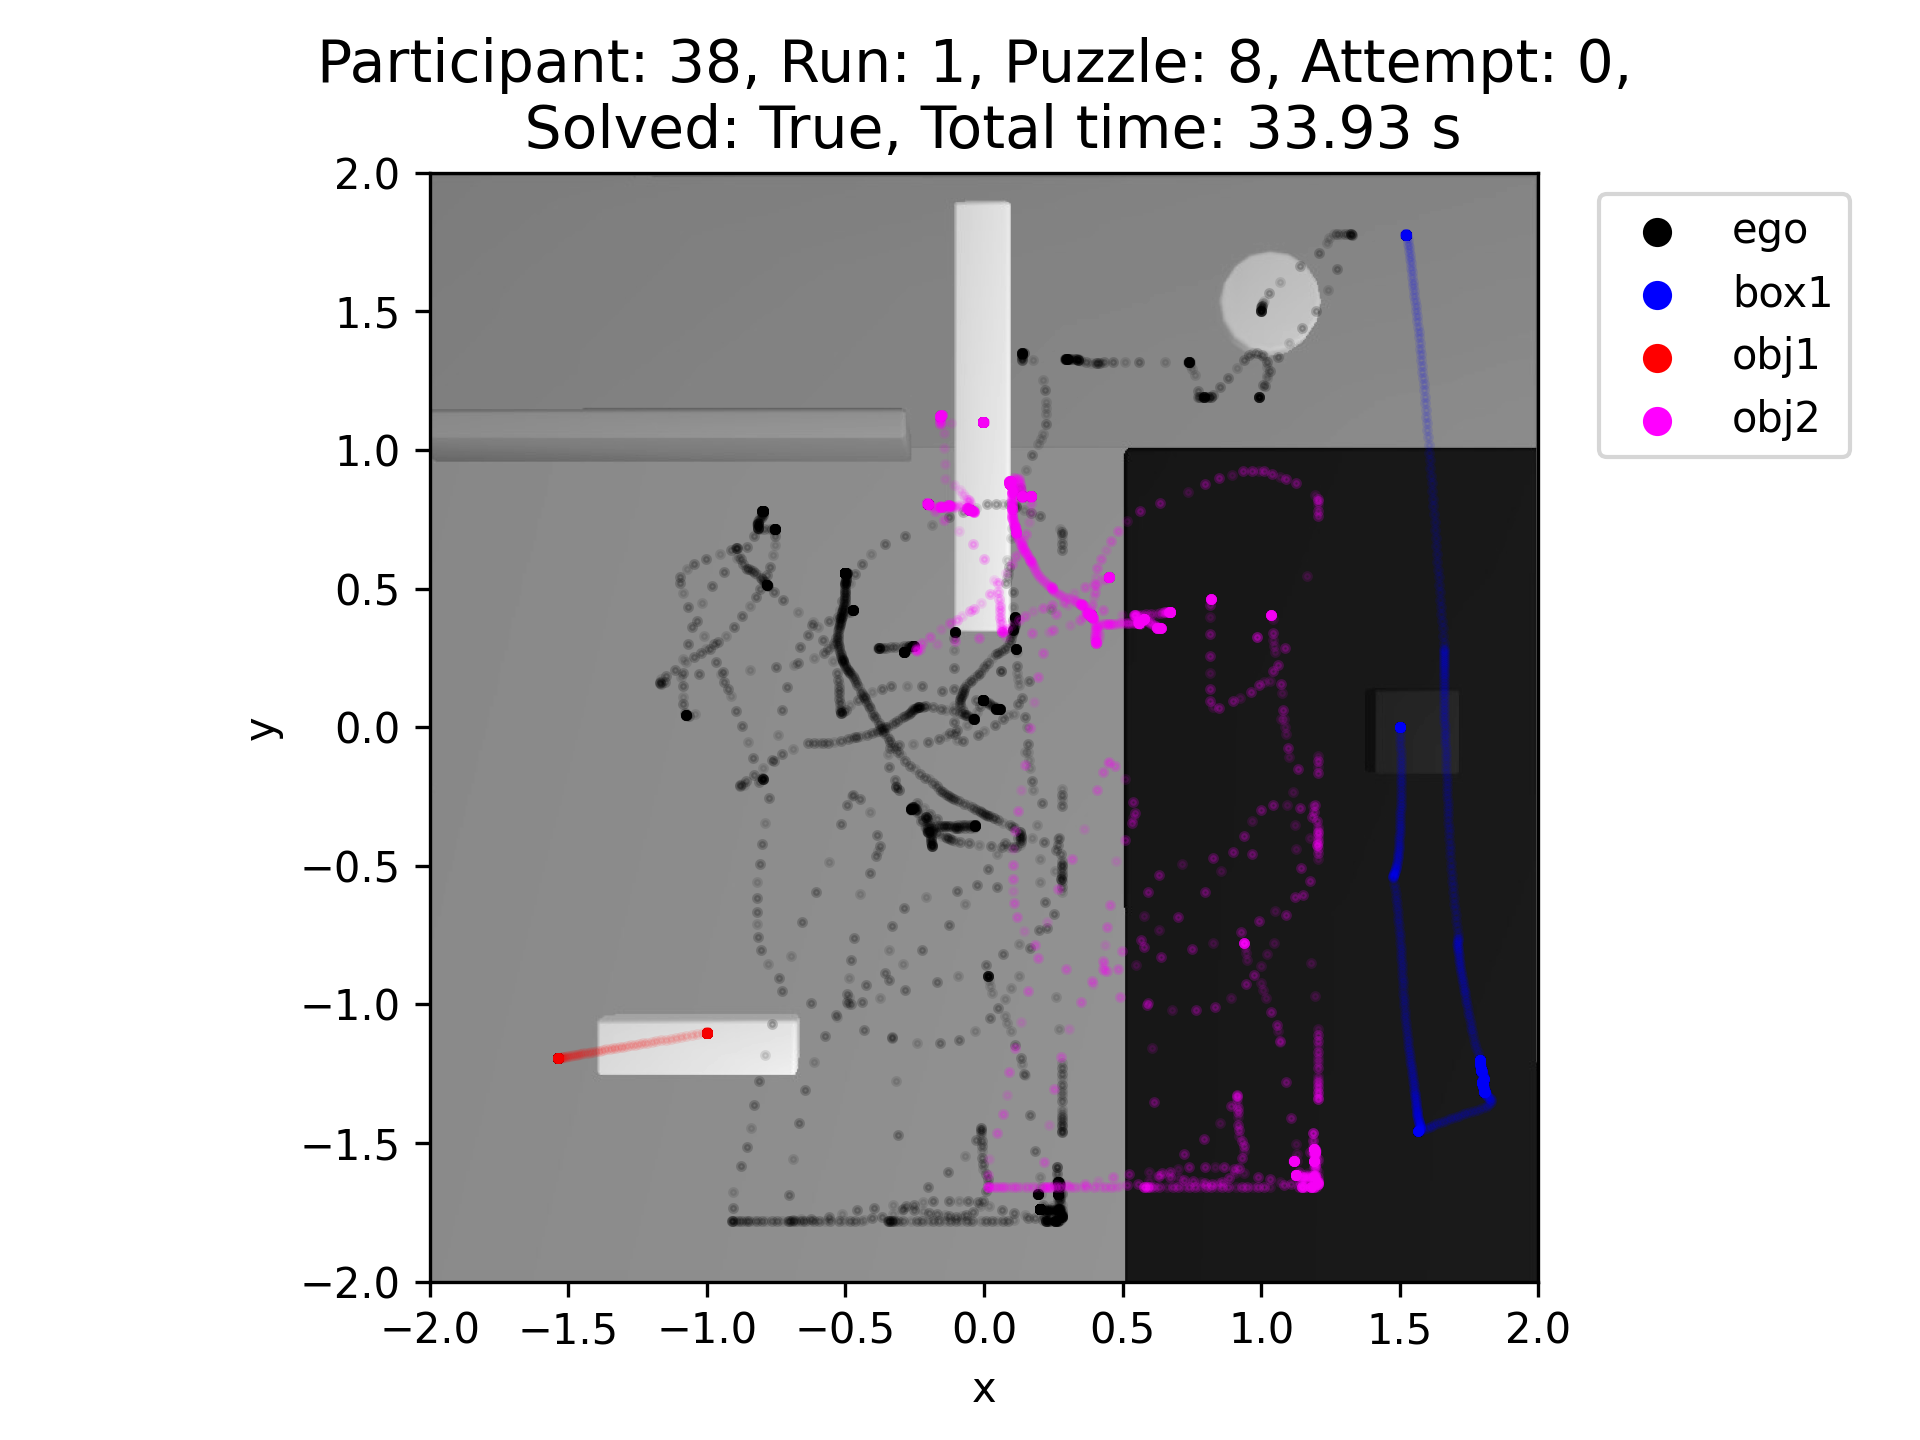 Participant: 38, Run: 1, Puzzle: 8, Attempt: 0,
Solved: True, Total time: 33.93 s
2.0
1.5
1.0
0.5
0.0
−0.5
−1.0
−1.5
−2.0
y
−2.0 −1.5 −1.0 −0.5 0.0 0.5 1.0 1.5 2.0
x
ego
box1
obj1
obj2